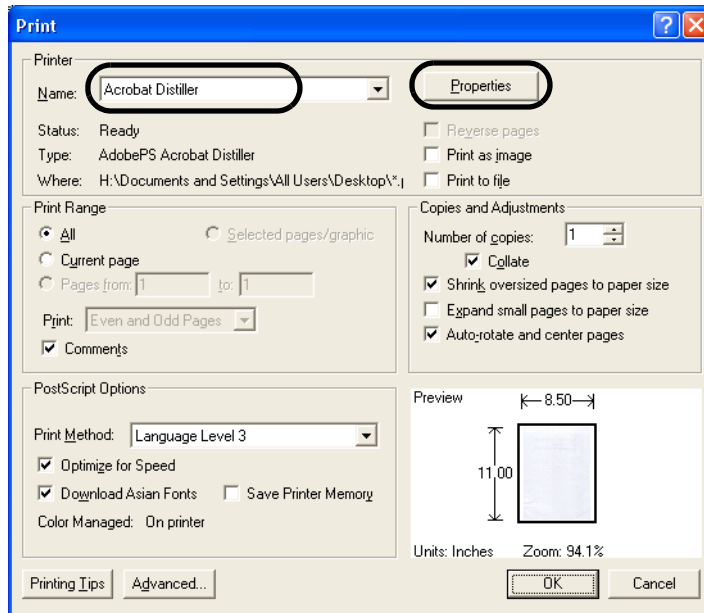 Print
Printer
Name: Acrobat Distiller
Properties
Status: Ready
Reverse pages
Type: AdobePS Acrobat Distiller
Print as image
Where: H:\Documents and Settings\All Users\Desktop\*.
Print to file
Print Range
All
Selected pages/graphic
Current page
Pages from: 1 to: 1
Print: Even and Odd Pages
Comments
Copies and Adjustments
Number of copies: 1
Collate
Shrink oversized pages to paper size
Expand small pages to paper size
Auto-rotate and center pages
PostScript Options
Print Method: Language Level 3
Optimize for Speed
Download Asian Fonts
Save Printer Memory
Color Managed: On printer
Preview
8.50
11.00
Units: Inches Zoom: 94.1%
Printing Tips
Advanced...
OK
Cancel